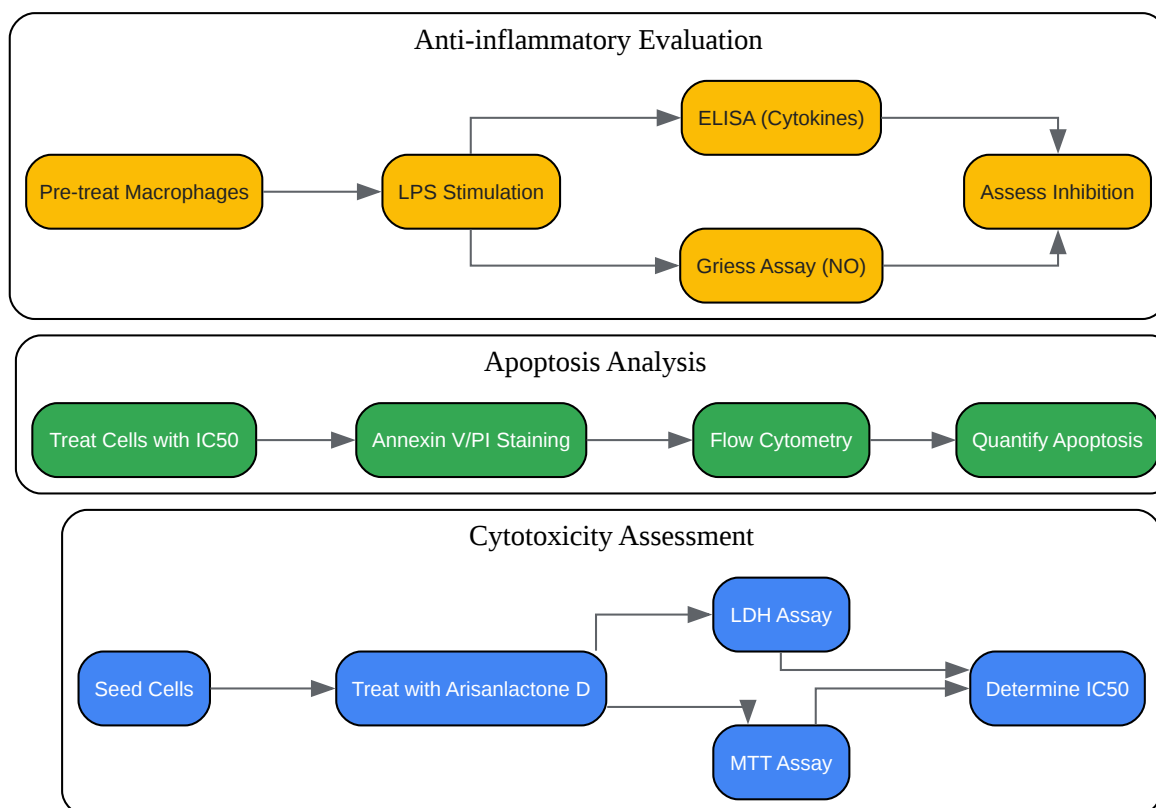 Anti-inflammatory Evaluation
ELISA (Cytokines)
Pre-treat Macrophages
LPS Stimulation
Assess Inhibition
Griess Assay (NO)
Apoptosis Analysis
Treat Cells with IC50
Annexin V/PI Staining
Flow Cytometry
Quantify Apoptosis
Cytotoxicity Assessment
LDH Assay
Seed Cells
Treat with Arisanlactone D
Determine IC50
MTT Assay